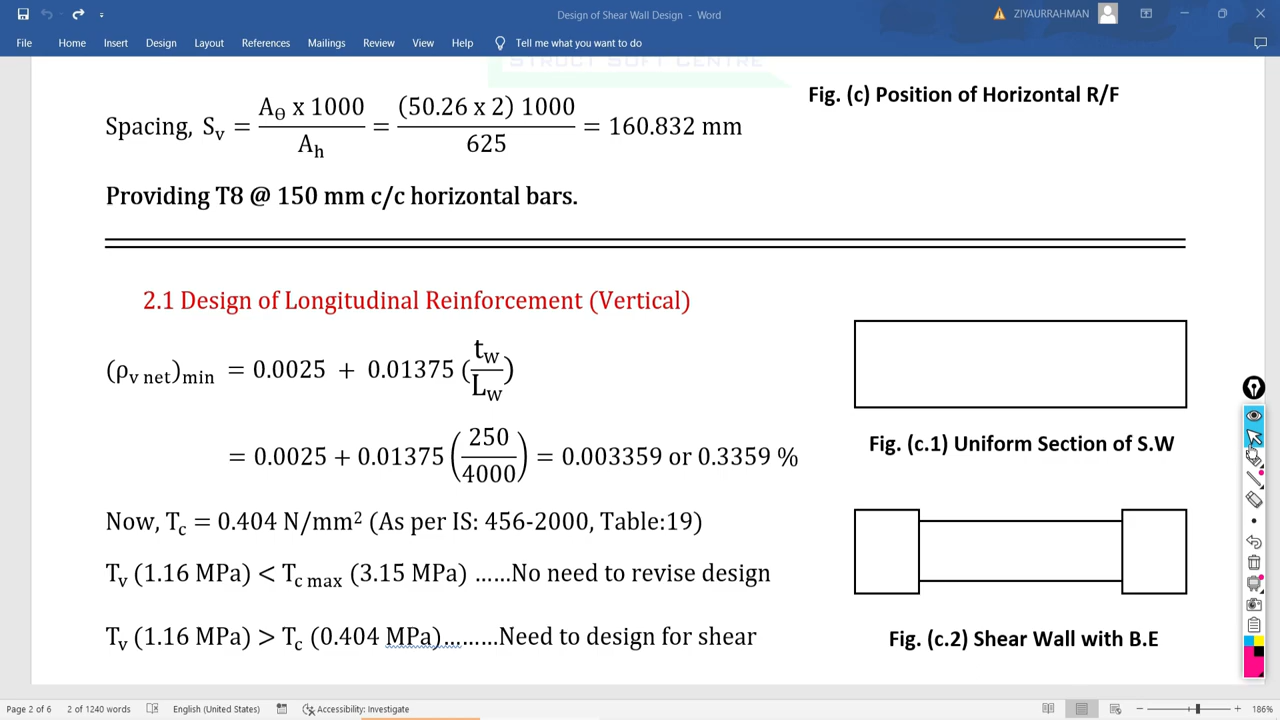 Design of Shear Wall Design - Word
ZIYAURRAHMAN
File Home Insert Design Layout References Mailings Review View Help Tell me what you want to do
STRUCT SOFT CENTRE
Fig. (c) Position of Horizontal R/F
Spacing, Sv = Aθ x 1000 / Ah = (50.26 x 2) 1000 / 625 = 160.832 mm
Providing T8 @ 150 mm c/c horizontal bars.
2.1 Design of Longitudinal Reinforcement (Vertical)
(ρv net)min = 0.0025 + 0.01375 (tw / Lw)
= 0.0025 + 0.01375 (250 / 4000) = 0.003359 or 0.3359 %
Fig. (c.1) Uniform Section of S.W
Now, Tc = 0.404 N/mm² (As per IS: 456-2000, Table:19)
Tv (1.16 MPa) < Tc max (3.15 MPa) ......No need to revise design
Tv (1.16 MPa) > Tc (0.404 MPa).........Need to design for shear
Fig. (c.2) Shear Wall with B.E
Page 2 of 6 2 of 1240 words English (United States) Accessibility: Investigate 186%